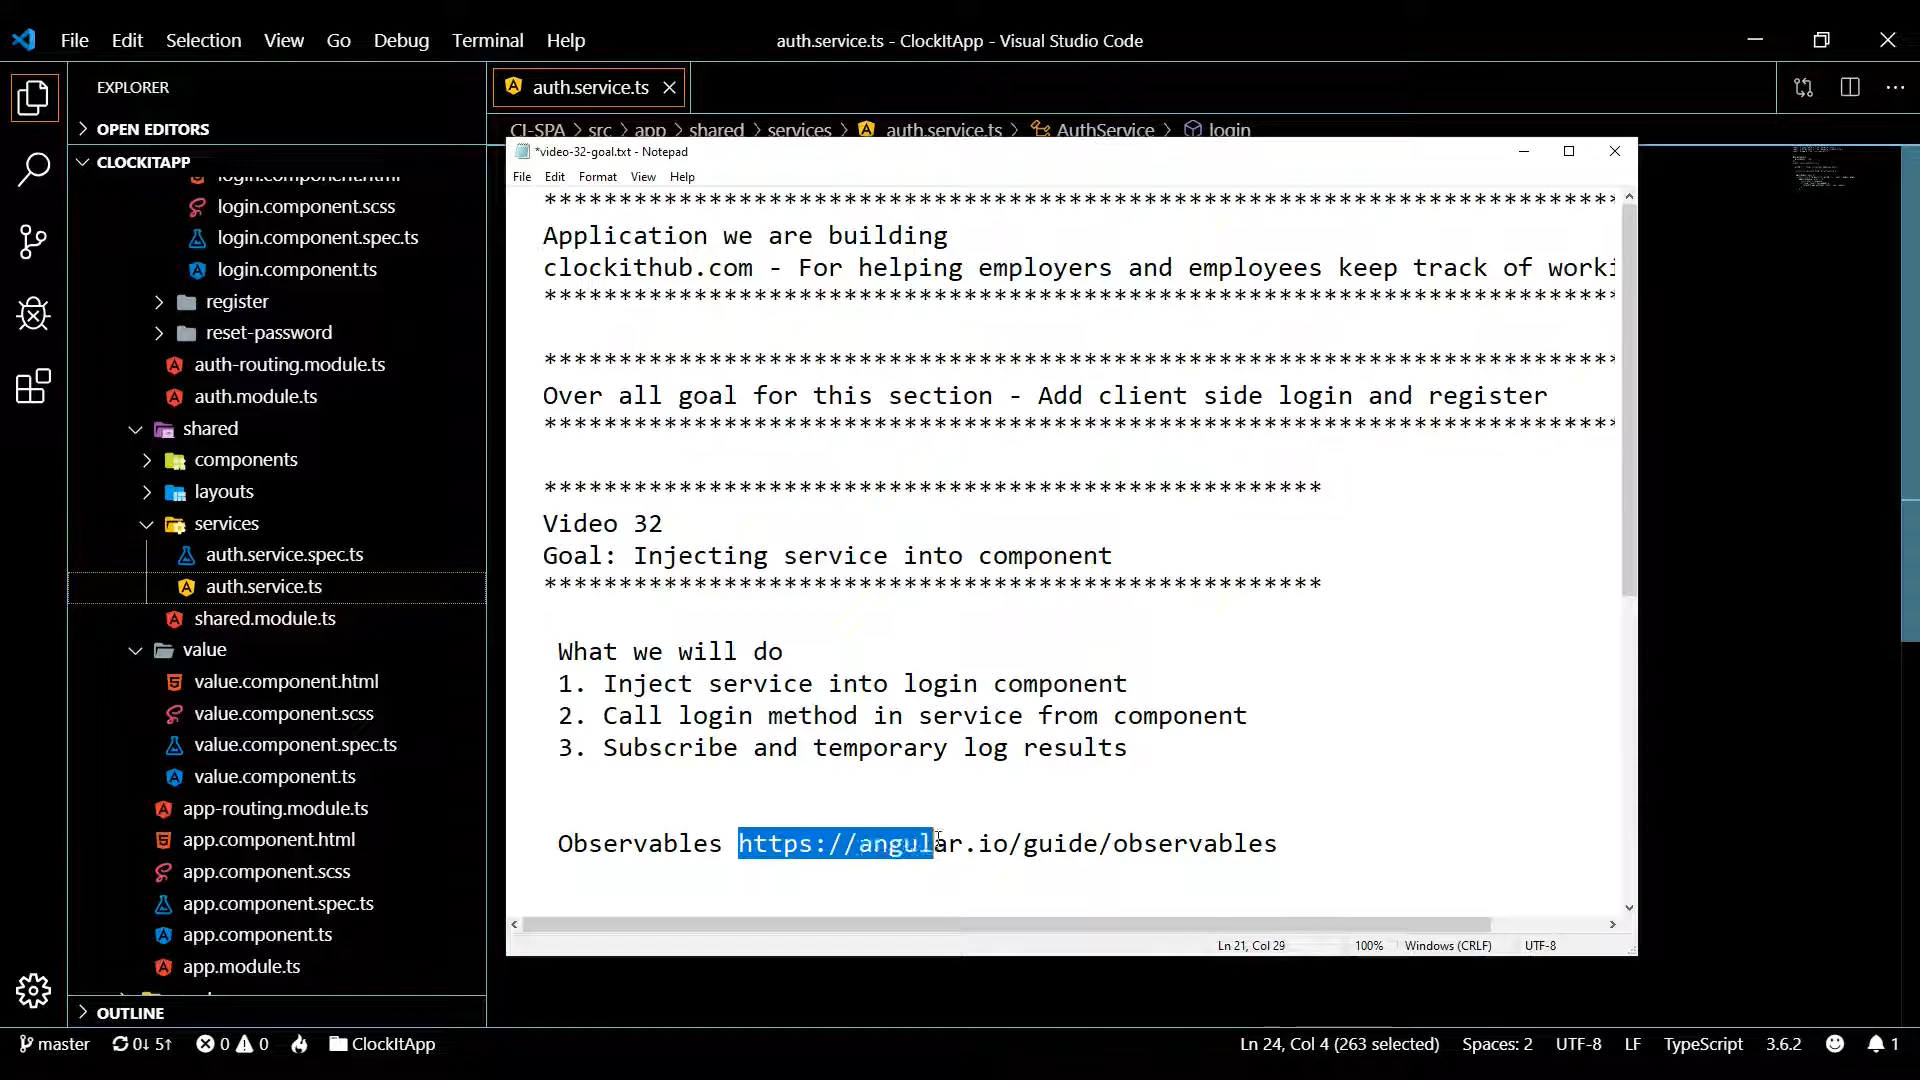 File Edit Selection View Go Debug Terminal Help
auth.service.ts - ClockItApp - Visual Studio Code
EXPLORER
OPEN EDITORS
CLOCKITAPP
login.component.html
login.component.scss
login.component.spec.ts
login.component.ts
register
reset-password
auth-routing.module.ts
auth.module.ts
shared
components
layouts
services
auth.service.spec.ts
auth.service.ts
shared.module.ts
value
value.component.html
value.component.scss
value.component.spec.ts
value.component.ts
app-routing.module.ts
app.component.html
app.component.scss
app.component.spec.ts
app.component.ts
app.module.ts
OUTLINE
auth.service.ts
CI-SPA > src > app > shared > services > auth.service.ts > AuthService > login
*video-32-goal.txt - Notepad
File Edit Format View Help
************************************************************************
Application we are building
clockithub.com - For helping employers and employees keep track of worki
************************************************************************
************************************************************************
Over all goal for this section - Add client side login and register
************************************************************************
****************************************************
Video 32
Goal: Injecting service into component
****************************************************
What we will do
1. Inject service into login component
2. Call login method in service from component
3. Subscribe and temporary log results
Observables https://angular.io/guide/observables
Ln 21, Col 29 100% Windows (CRLF) UTF-8
master 0↓ 5↑ 0 0 ClockItApp
Ln 24, Col 4 (263 selected) Spaces: 2 UTF-8 LF TypeScript 3.6.2 1